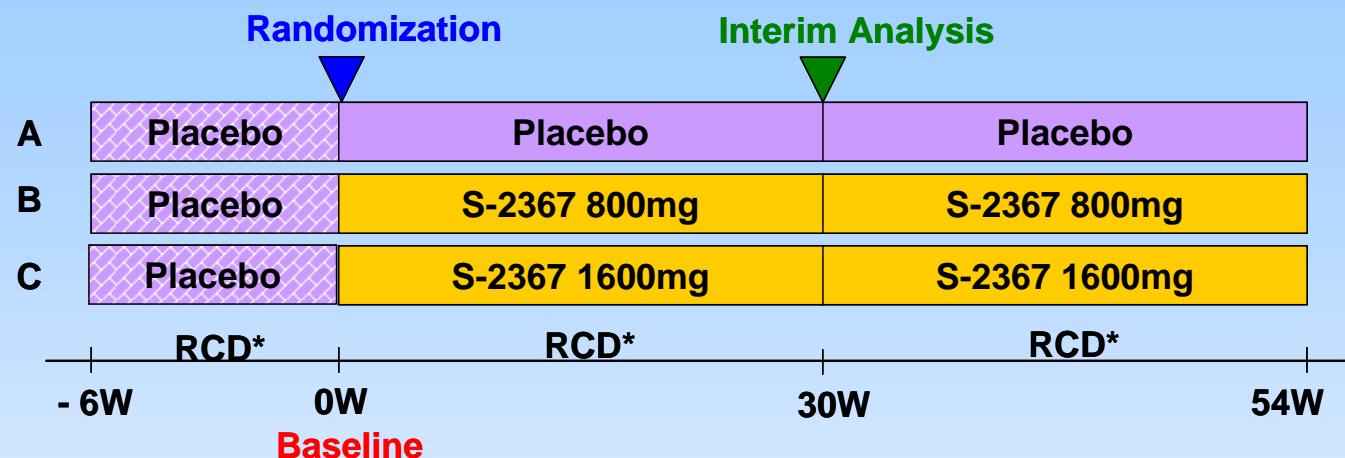 Randomization Interim Analysis
A Placebo Placebo Placebo
B Placebo S-2367 800mg S-2367 800mg
C Placebo S-2367 1600mg S-2367 1600mg
RCD* RCD* RCD*
- 6W 0W 30W 54W
Baseline